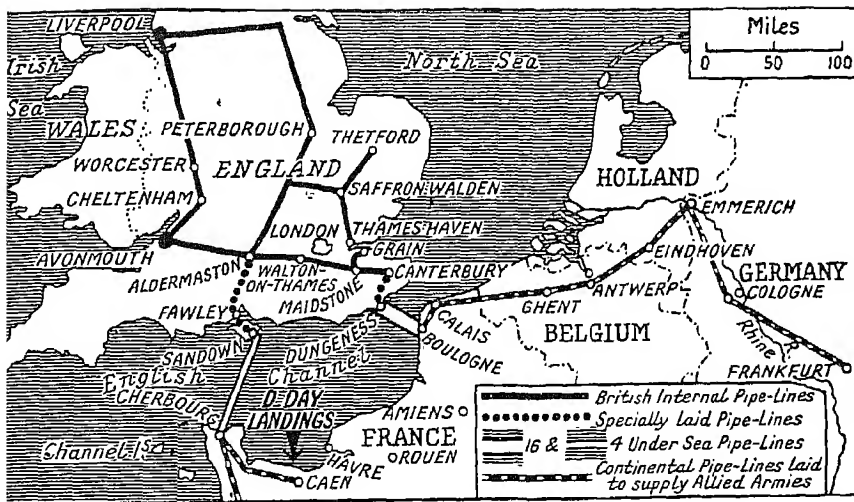 LIVERPOOL
Irish
Sea
North Sea
Miles
0 50 100
WALES
PETERBOROUGH
THETFORD
WORCESTER
ENGLAND
SAFFRON-WALDEN
HOLLAND
CHELTENHAM
LONDON
THAMES HAVEN
EMMERICH
AVONMOUTH
GRAIN
EINDHOVEN
ALDERMASTON
WALTON-
ON-THAMES
CANTERBURY
MAIDSTONE
GERMANY
COLOGNE
ANTWERP
GHENT
FAWLEY
CALAIS
BELGIUM
Rhine
SANDOWN
DUNGENESS
BOULOGNE
FRANKFURT
English
Channel
CHERBOURG
D DAY
LANDINGS
AMIENS
Channel Is
FRANCE
HAVRE
ROUEN
CAEN
British Internal Pipe-Lines
Specially laid Pipe-Lines
16 & 4 Under Sea Pipe-Lines
Continental Pipe-Lines laid
to supply Allied Armies